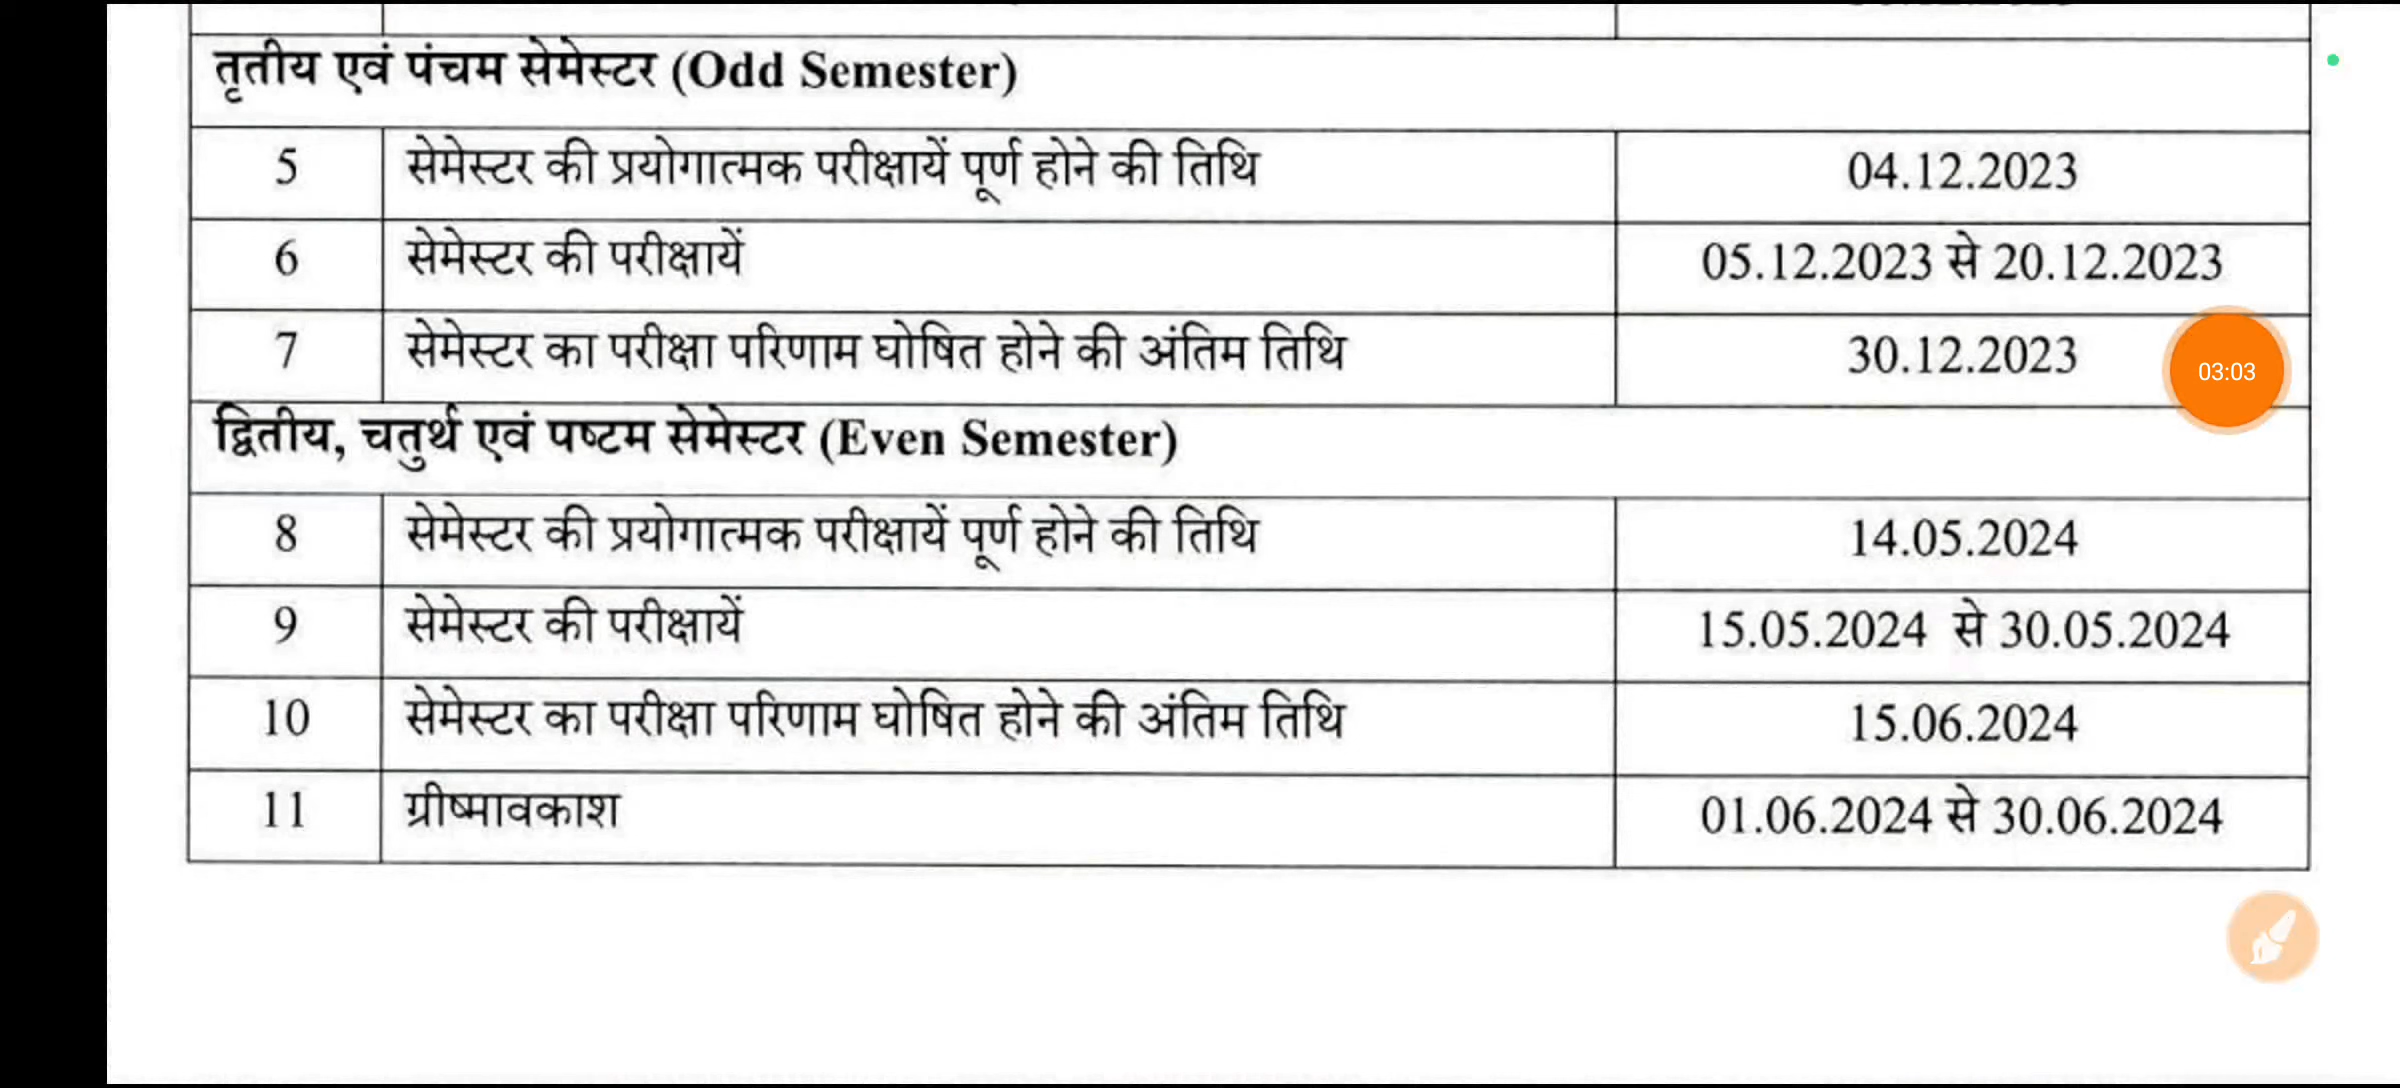 तृतीय एवं पंचम सेमेस्टर (Odd Semester)
5 सेमेस्टर की प्रयोगात्मक परीक्षायें पूर्ण होने की तिथि 04.12.2023
6 सेमेस्टर की परीक्षायें 05.12.2023 से 20.12.2023
7 सेमेस्टर का परीक्षा परिणाम घोषित होने की अंतिम तिथि 30.12.2023
03:03
द्वितीय, चतुर्थ एवं पष्टम सेमेस्टर (Even Semester)
8 सेमेस्टर की प्रयोगात्मक परीक्षायें पूर्ण होने की तिथि 14.05.2024
9 सेमेस्टर की परीक्षायें 15.05.2024 से 30.05.2024
10 सेमेस्टर का परीक्षा परिणाम घोषित होने की अंतिम तिथि 15.06.2024
11 ग्रीष्मावकाश 01.06.2024 से 30.06.2024